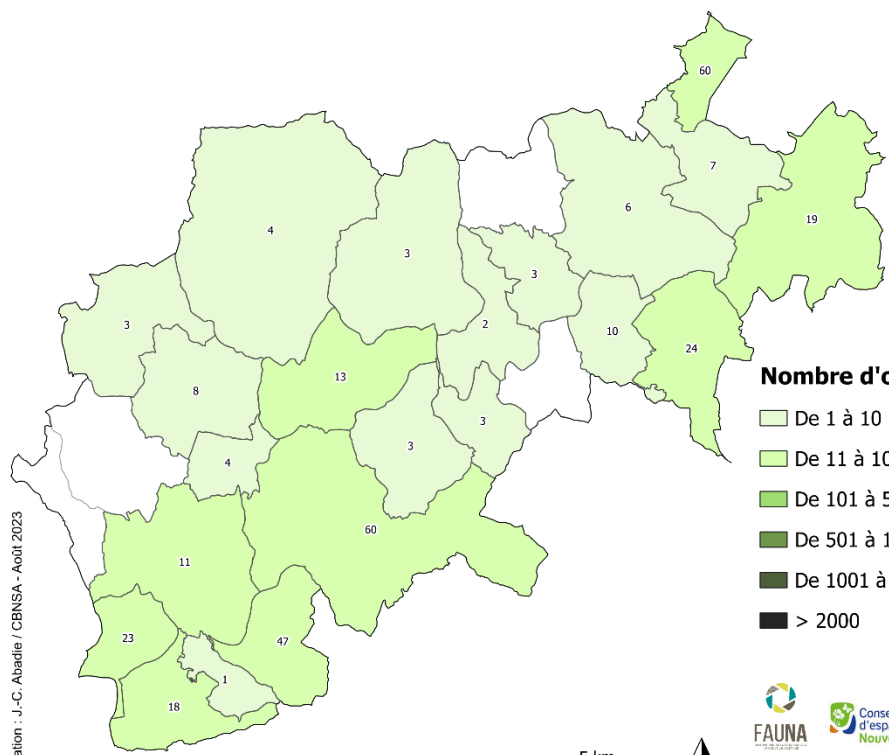 60
7
6
19
4
3
3
2
3
10
24
13
8
3
3
4
60
11
23
47
1
18
Nombre d'o
De 1 à 10
De 11 à 10
De 101 à 5
De 501 à 1
De 1001 à
> 2000
ation : J.-C. Abadie / CBNSA - Août 2023
5 km
FAUNA
Conse
d'esp
Nouv